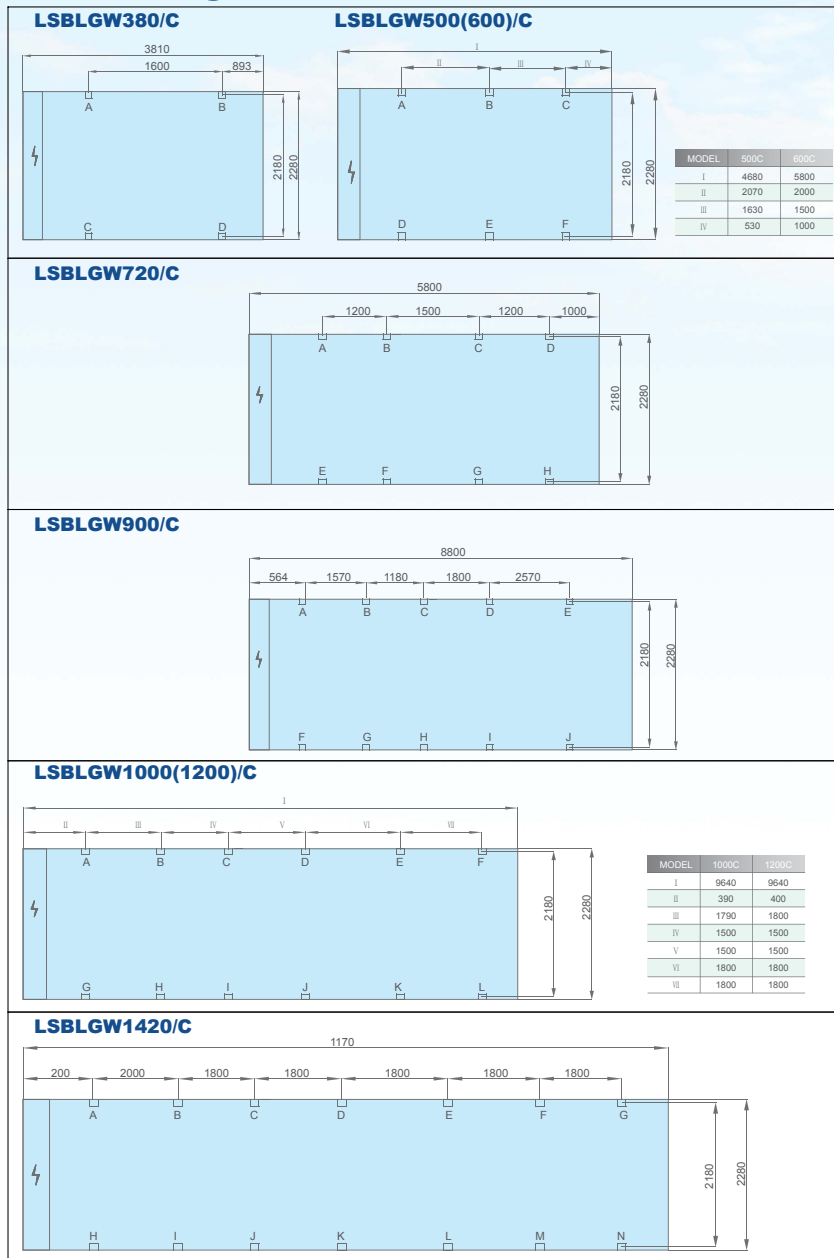 LSBLGW380/C
LSBLGW500(600)/C
3810
1600
893
A
B
C
D
2180
2280
I
II
III
IV
A
B
C
D
E
F
2180
2280
MODEL 500C 600C
I 4680 5800
II 2070 2000
III 1630 1500
IV 530 1000
LSBLGW720/C
5800
1200 1500 1200 1000
A B C D
2180
2280
E F G H
LSBLGW900/C
8800
564 1570 1180 1800 2570
A B C D E
2180
2280
F G H I J
LSBLGW1000(1200)/C
I
II III IV V VI VII
A B C D E F
2180
2280
G H I J K L
MODEL 1000C 1200C
I 9640 9640
II 390 400
III 1790 1800
IV 1500 1500
V 1500 1500
VI 1800 1800
VII 1800 1800
LSBLGW1420/C
1170
200 2000 1800 1800 1800 1800 1800
A B C D E F G
2180
2280
H I J K L M N